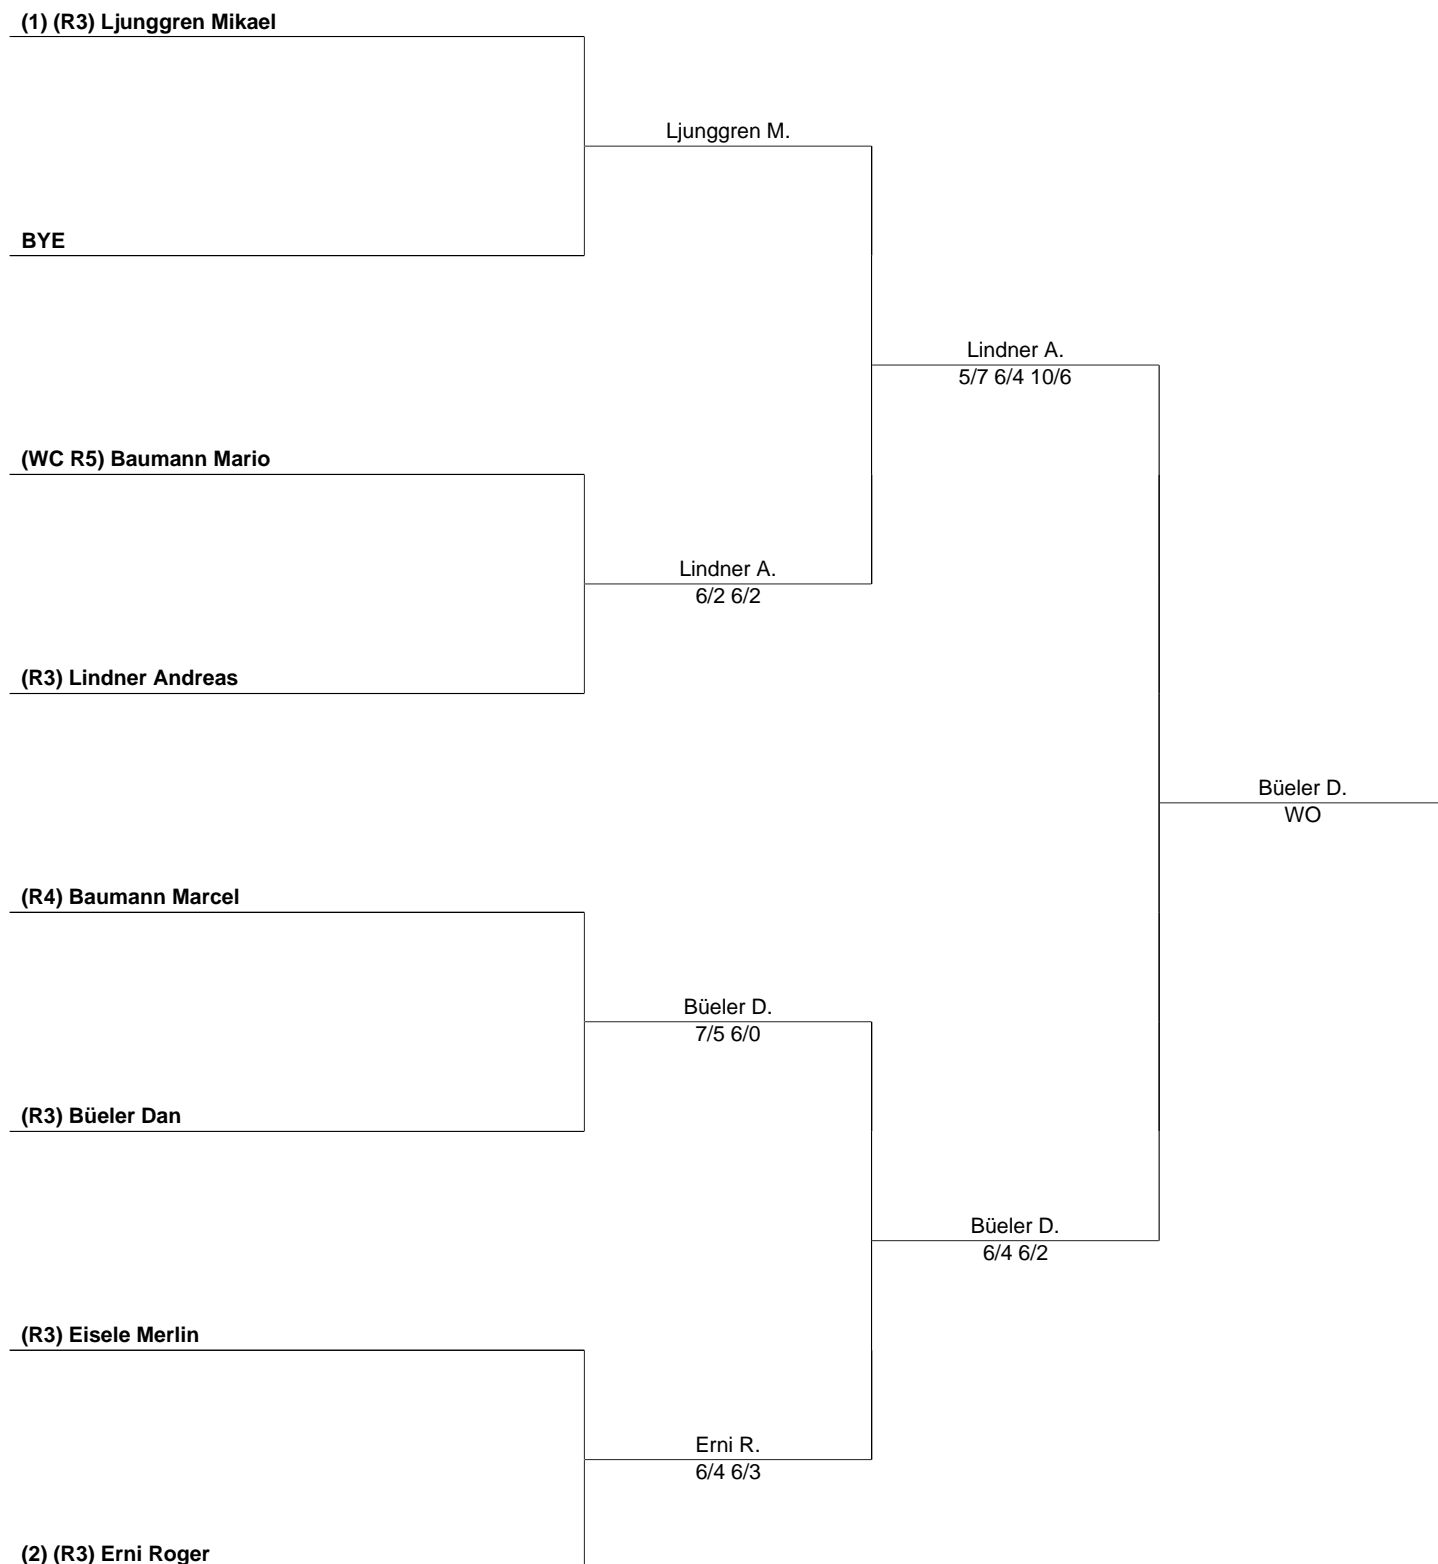 (1) (R3) Ljunggren Mikael
Ljunggren M.
BYE
Lindner A.
5/7 6/4 10/6
(WC R5) Baumann Mario
Lindner A.
6/2 6/2
(R3) Lindner Andreas
Büeler D.
WO
(R4) Baumann Marcel
Büeler D.
7/5 6/0
(R3) Büeler Dan
Büeler D.
6/4 6/2
(R3) Eisele Merlin
Erni R.
6/4 6/3
(2) (R3) Erni Roger